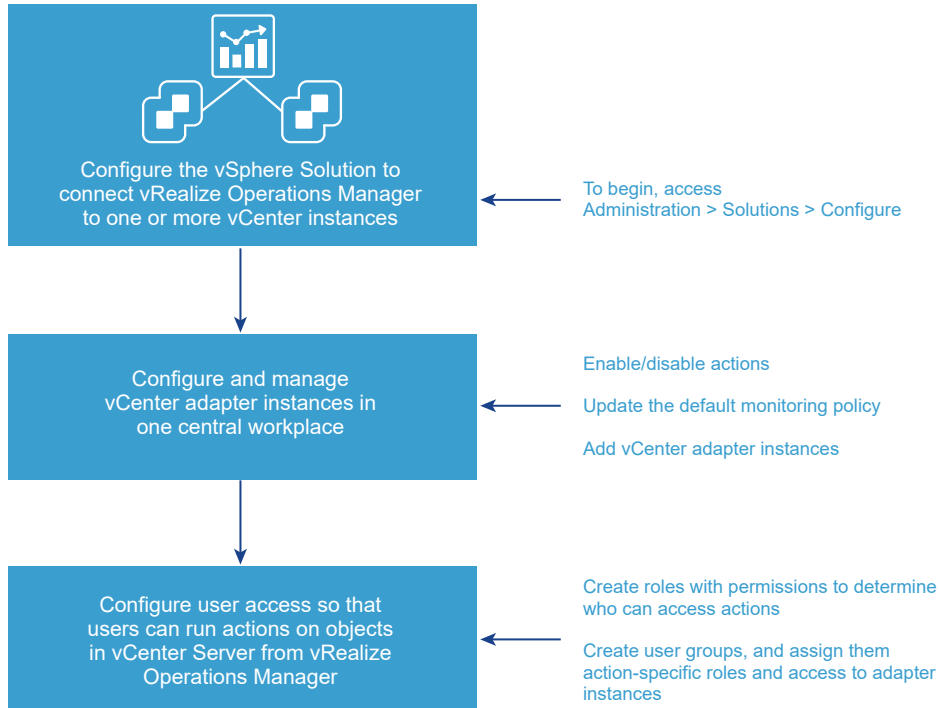 Configure the vSphere Solution to
connect vRealize Operations Manager
to one or more vCenter instances
To begin, access
Administration > Solutions > Configure
Configure and manage
vCenter adapter instances in
one central workplace
Enable/disable actions
Update the default monitoring policy
Add vCenter adapter instances
Configure user access so that
users can run actions on objects
in vCenter Server from vRealize
Operations Manager
Create roles with permissions to determine
who can access actions
Create user groups, and assign them
action-specific roles and access to adapter
instances